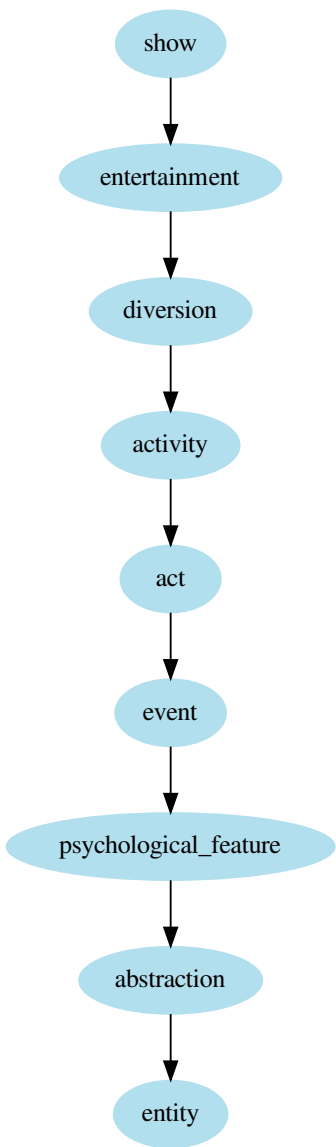 show
entertainment
diversion
activity
act
event
psychological_feature
abstraction
entity